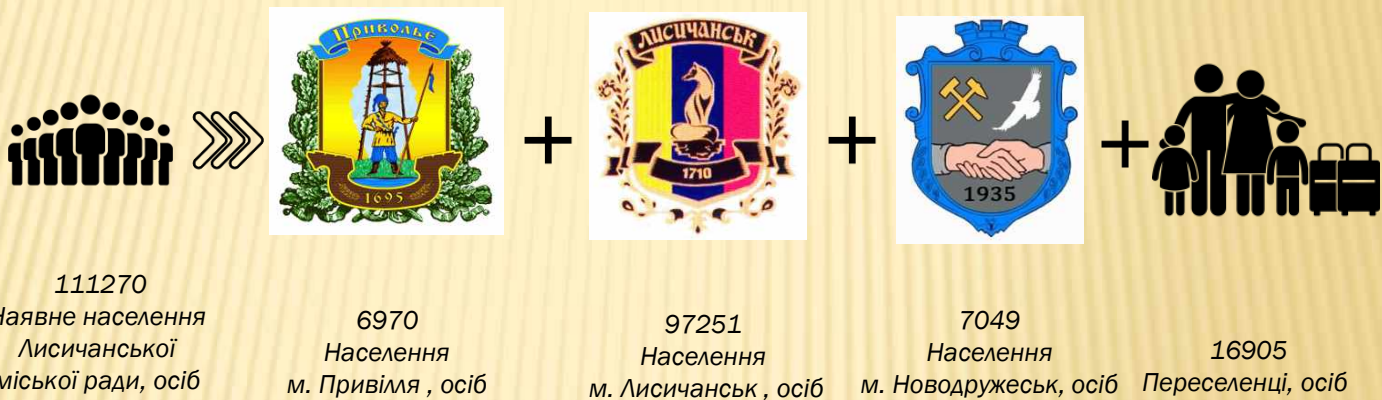 Приволье
1695
ЛИСИЧАНСЬК
1710
1935
111270
Наявне населення
Лисичанської
міської ради, осіб
6970
Населення
м. Привілля , осіб
97251
Населення
м. Лисичанськ , осіб
7049
Населення
м. Новодружеськ, осіб
16905
Переселенці, осіб